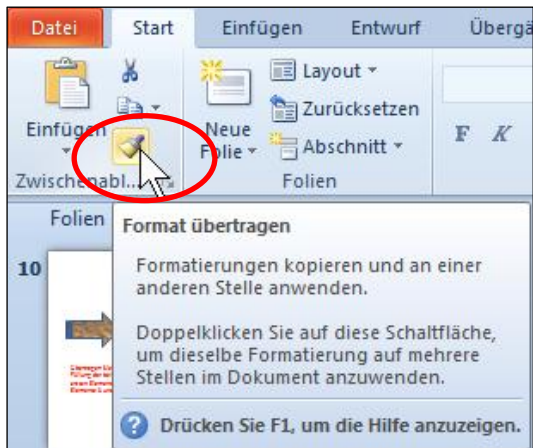 Datei Start Einfügen Entwurf Übergä
Layout
Zurücksetzen
Abschnitt
Einfügen
Neue
Folie
F K
Zwischenabl...
Folien
Folien
10
Format übertragen
Formatierungen kopieren und an einer
anderen Stelle anwenden.
Doppelklicken Sie auf diese Schaltfläche,
um dieselbe Formatierung auf mehrere
Stellen im Dokument anzuwenden.
Drücken Sie F1, um die Hilfe anzuzeigen.